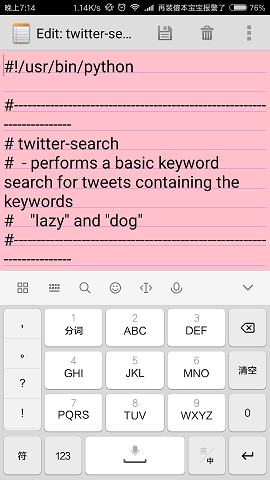 晚上7:14 1.14K/s 再装傻本宝宝报警了 76%
Edit: twitter-se...
#!/usr/bin/python
#-----------------------------------------------
---------------
# twitter-search
#  - performs a basic keyword
search for tweets containing the
keywords
#    "lazy" and "dog"
#-----------------------------------------------
---------------
, 1 分词 2 ABC 3 DEF
。 4 GHI 5 JKL 6 MNO 清空
? 7 PQRS 8 TUV 9 WXYZ 0
!
符 123 英/中